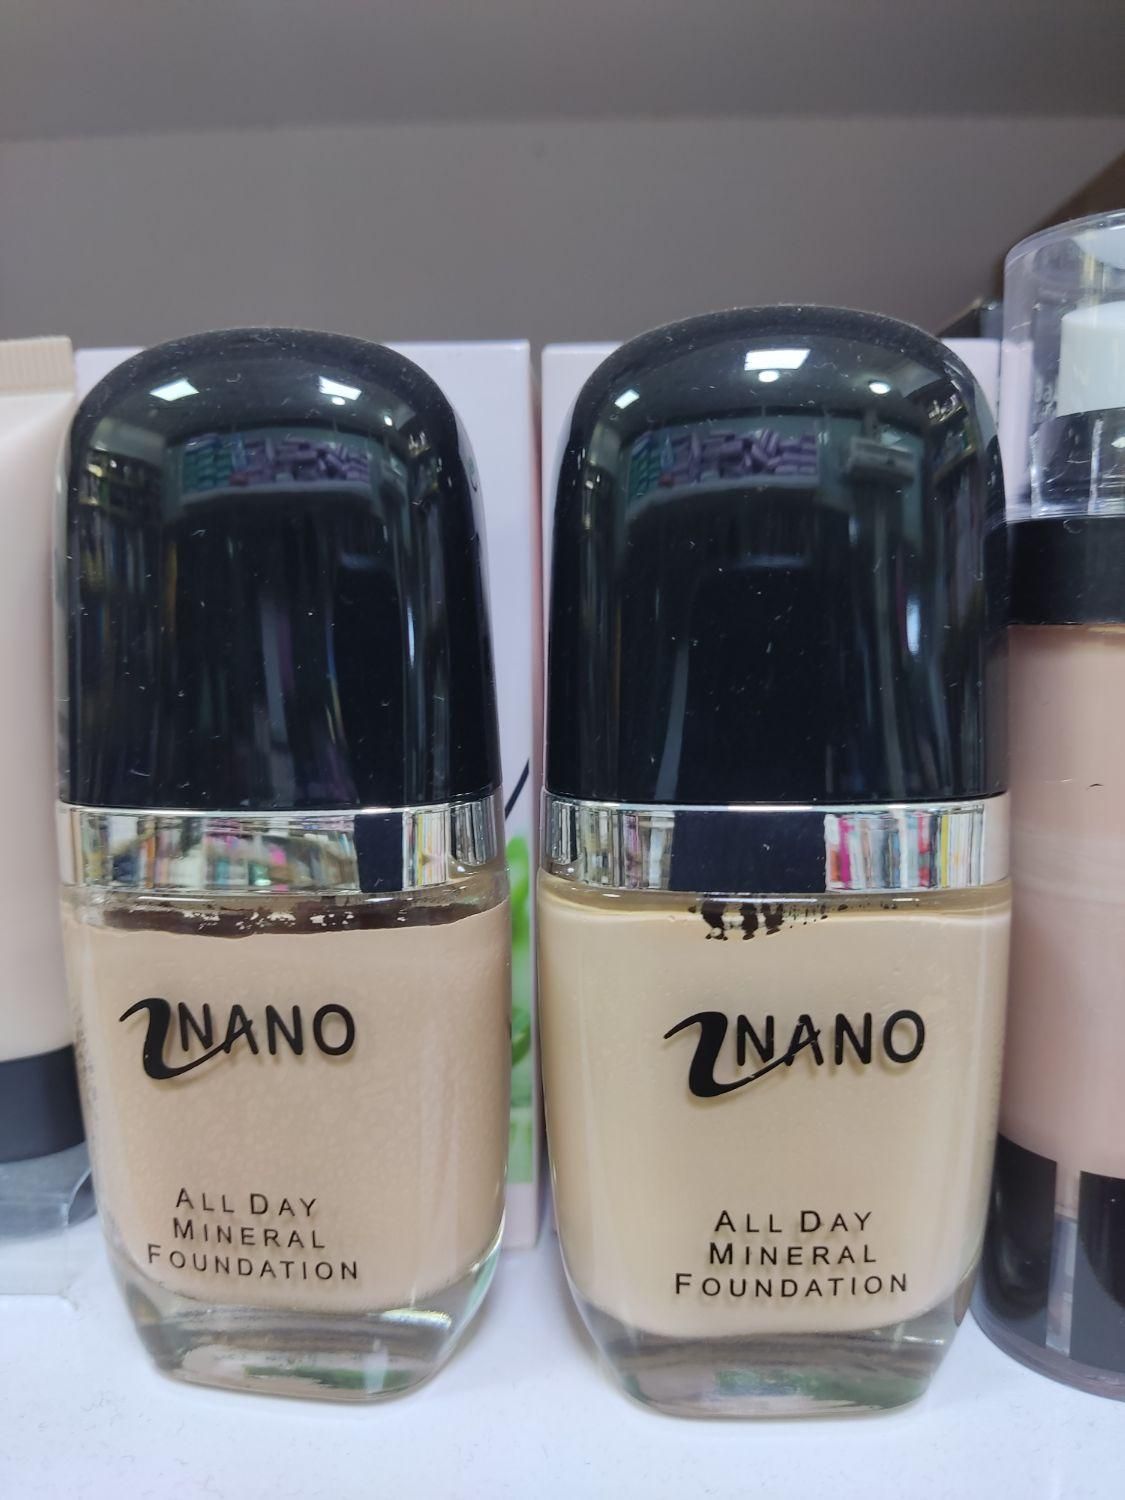 NANO
ALL DAY
MINERAL
FOUNDATION
NANO
ALL DAY
MINERAL
FOUNDATION